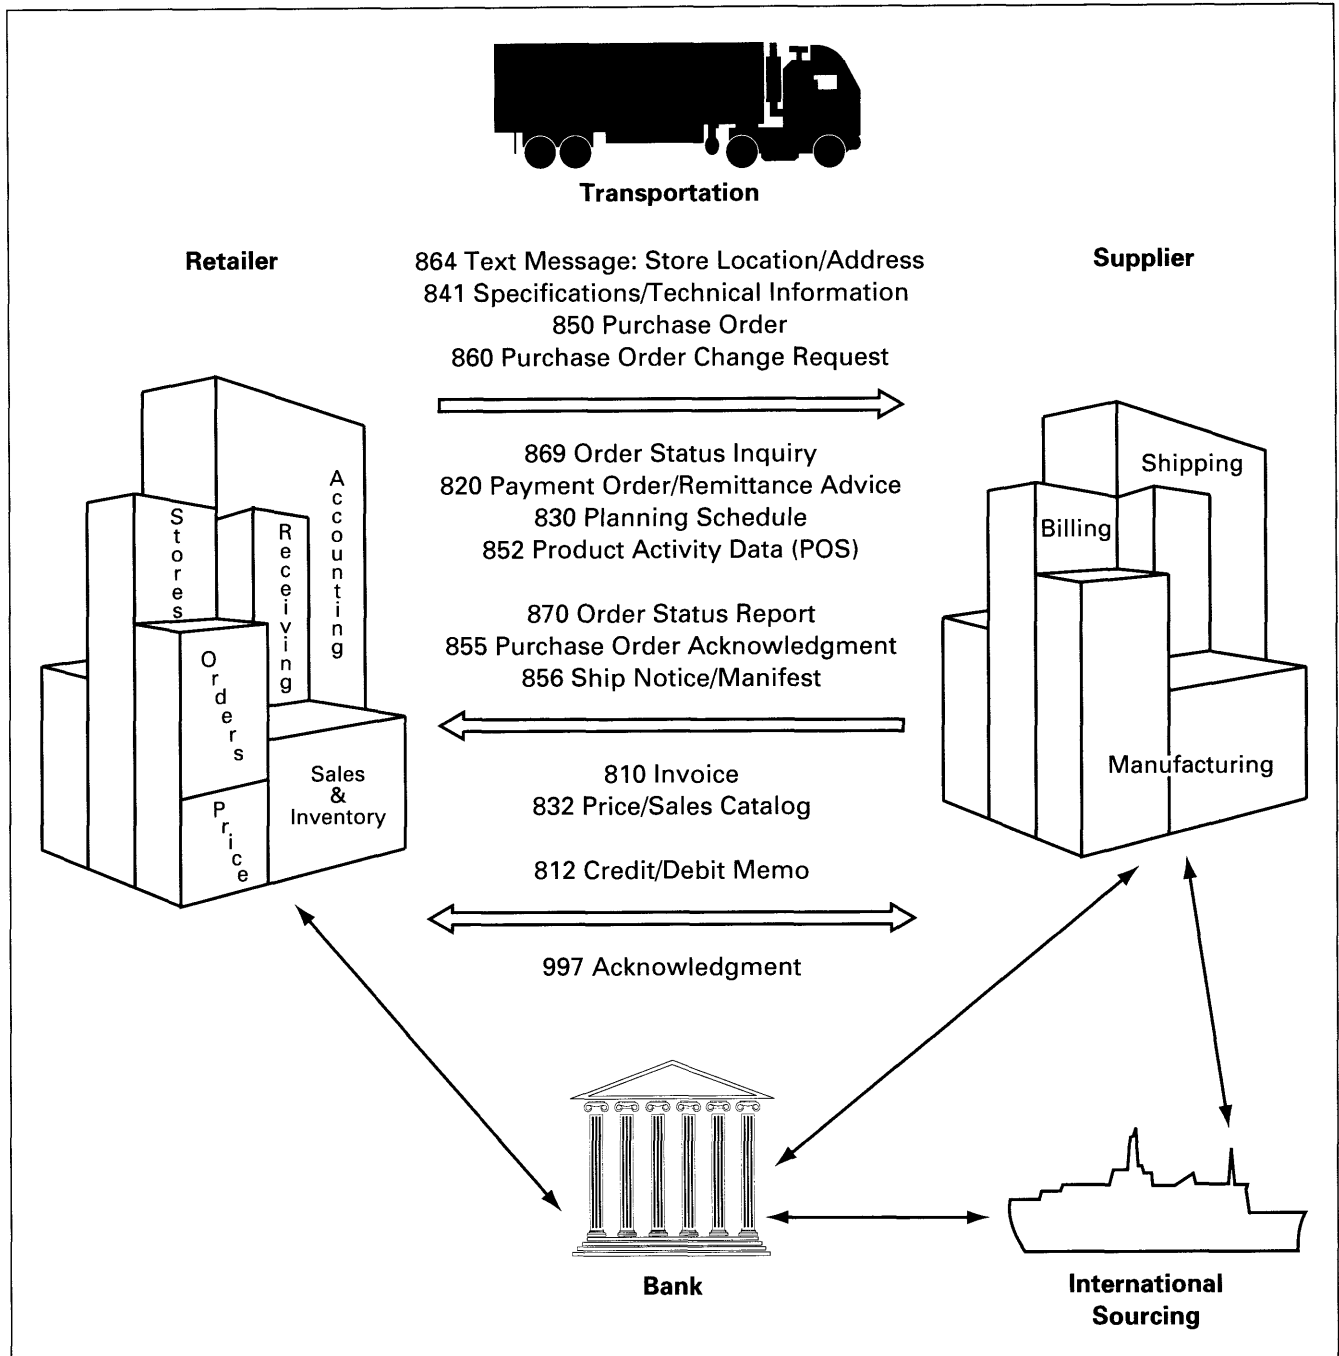 Transportation
Retailer
864 Text Message: Store Location/Address
841 Specifications/Technical Information
850 Purchase Order
860 Purchase Order Change Request
Supplier
869 Order Status Inquiry
820 Payment Order/Remittance Advice
830 Planning Schedule
852 Product Activity Data (POS)
870 Order Status Report
855 Purchase Order Acknowledgment
856 Ship Notice/Manifest
810 Invoice
832 Price/Sales Catalog
812 Credit/Debit Memo
997 Acknowledgment
Stores
Receiving
Accounting
Orders
Price
Sales
&
Inventory
Shipping
Billing
Manufacturing
Bank
International
Sourcing